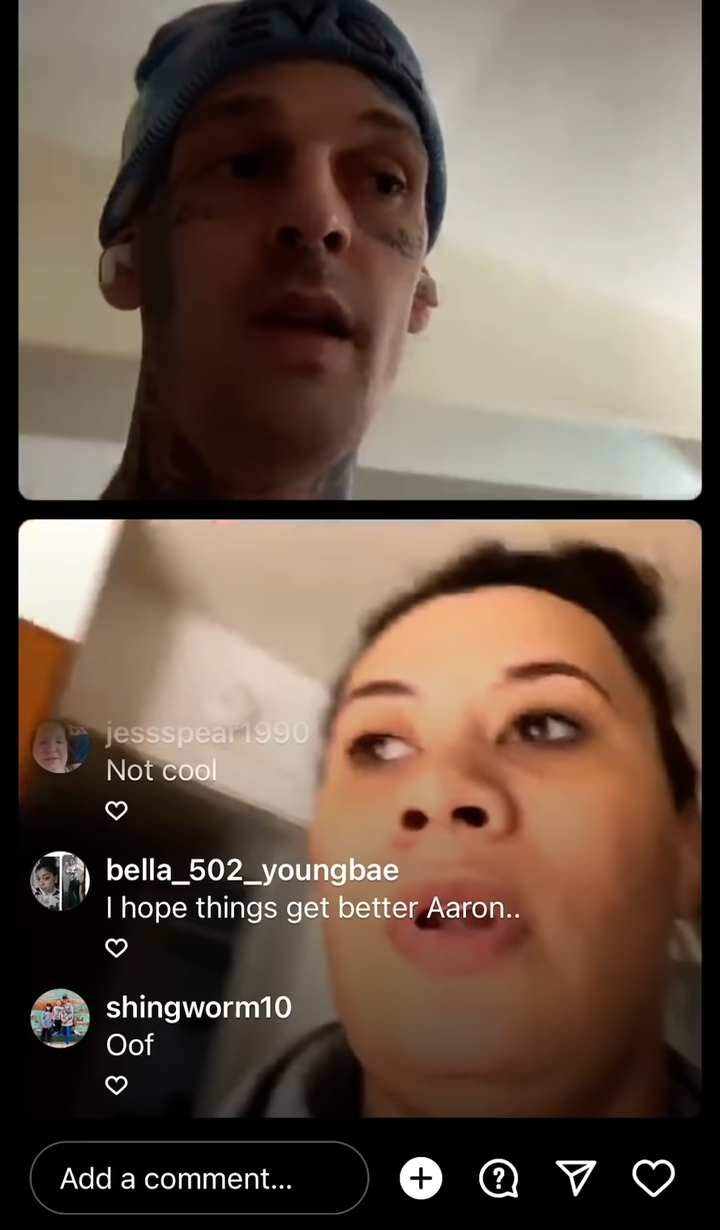 jessspear1990
Not cool
bella_502_youngbae
I hope things get better Aaron..
shingworm10
Oof
Add a comment...